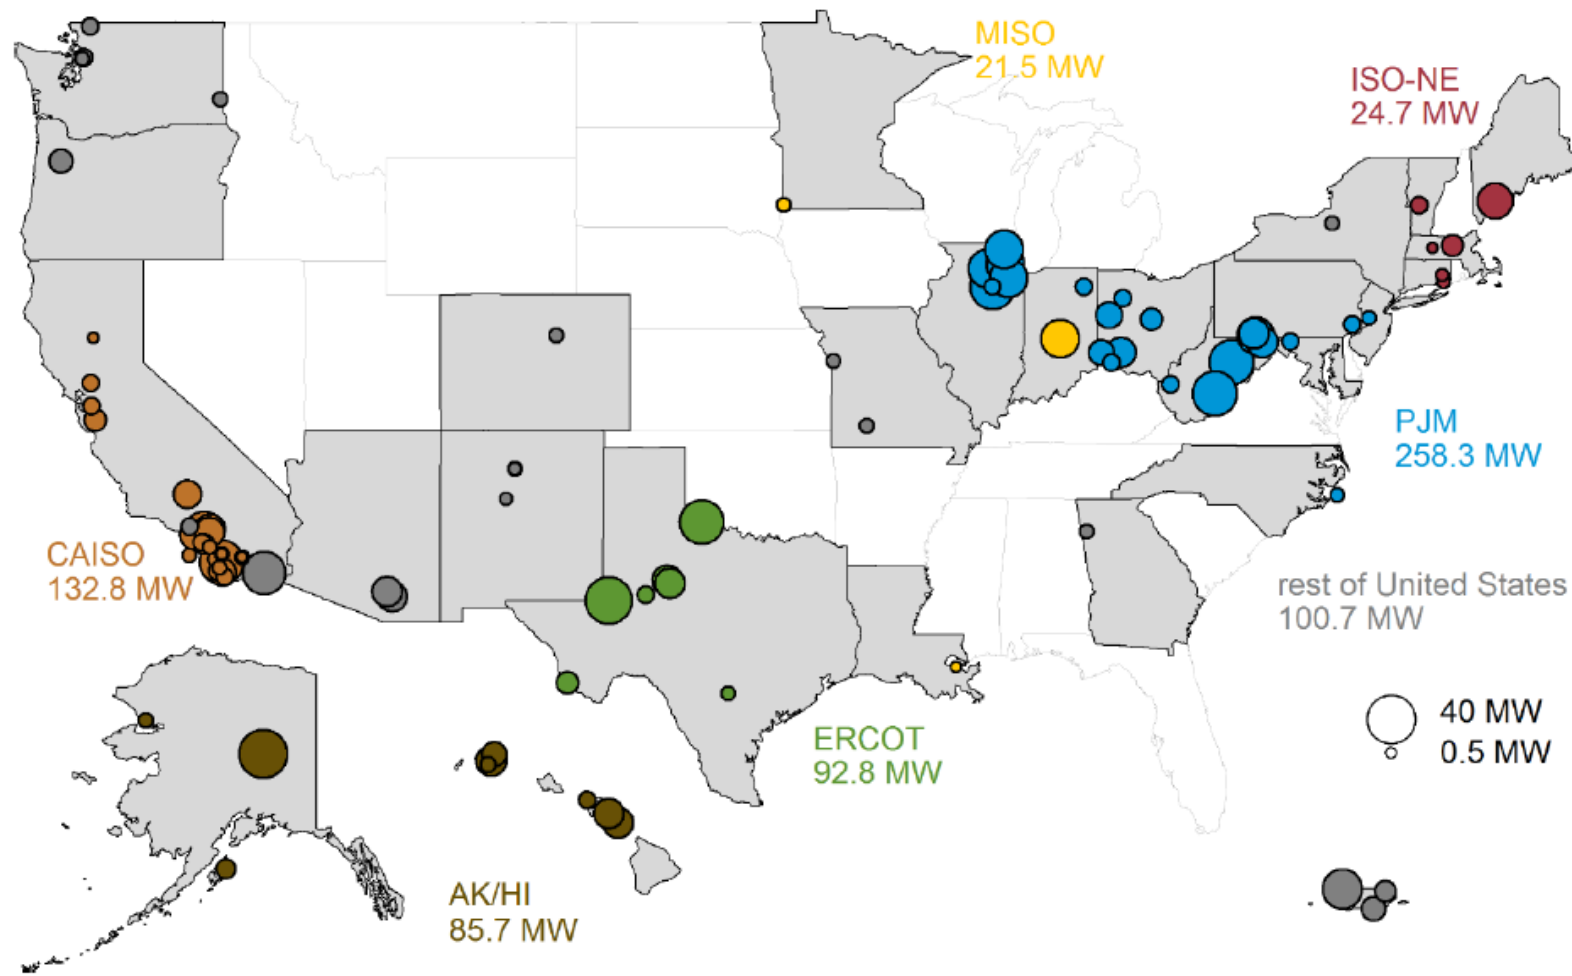 MISO
21.5 MW
ISO-NE
24.7 MW
PJM
258.3 MW
CAISO
132.8 MW
rest of United States
100.7 MW
40 MW
0.5 MW
ERCOT
92.8 MW
AK/HI
85.7 MW